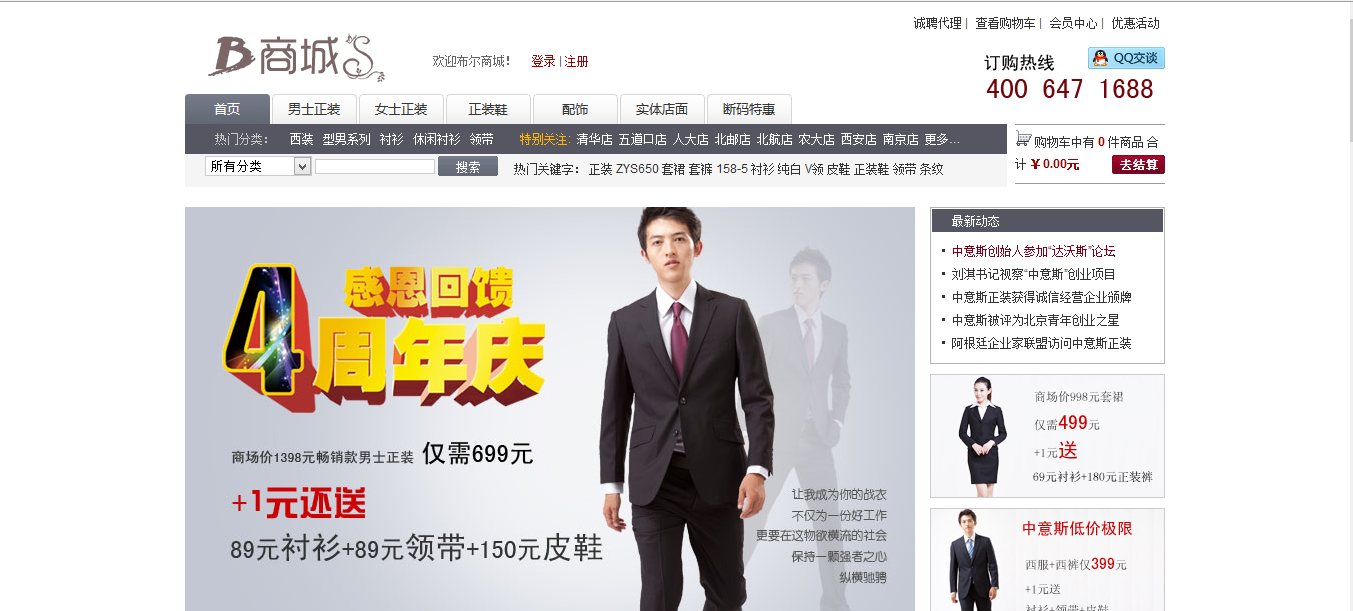 诚聘代理 | 查看购物车 | 会员中心 | 优惠活动
B商城
欢迎布尔商城! 登录 | 注册
订购热线 QQ交谈
400 647 1688
首页 男士正装 女士正装 正装鞋 配饰 实体店面 断码特惠
热门分类: 西装 型男系列 衬衫 休闲衬衫 领带 特别关注: 清华店 五道口店 人大店 北邮店 北航店 农大店 西安店 南京店 更多...
所有分类 搜索 热门关键字: 正装 ZYS650 套裙 套裤 158-5 衬衫 纯白 V领 皮鞋 正装鞋 领带 条纹
购物车中有 0 件商品 合
计 ¥ 0.00元 去结算
感恩回馈
4周年庆
商场价1398元畅销款男士正装 仅需699元
+1元还送
89元衬衫+89元领带+150元皮鞋
让我成为你的战衣
不仅为一份好工作
更要在这物欲横流的社会
保持一颗强者之心
纵横驰骋
最新动态
中意斯创始人参加“达沃斯”论坛
刘淇书记视察“中意斯”创业项目
中意斯正装获得诚信经营企业颁牌
中意斯被评为北京青年创业之星
阿根廷企业家联盟访问中意斯正装
商场价998元套裙
仅需499元
+1元送
69元衬衫+180元正装裤
中意斯低价极限
西服+西裤仅399元
+1元送
衬衫+领带+皮鞋